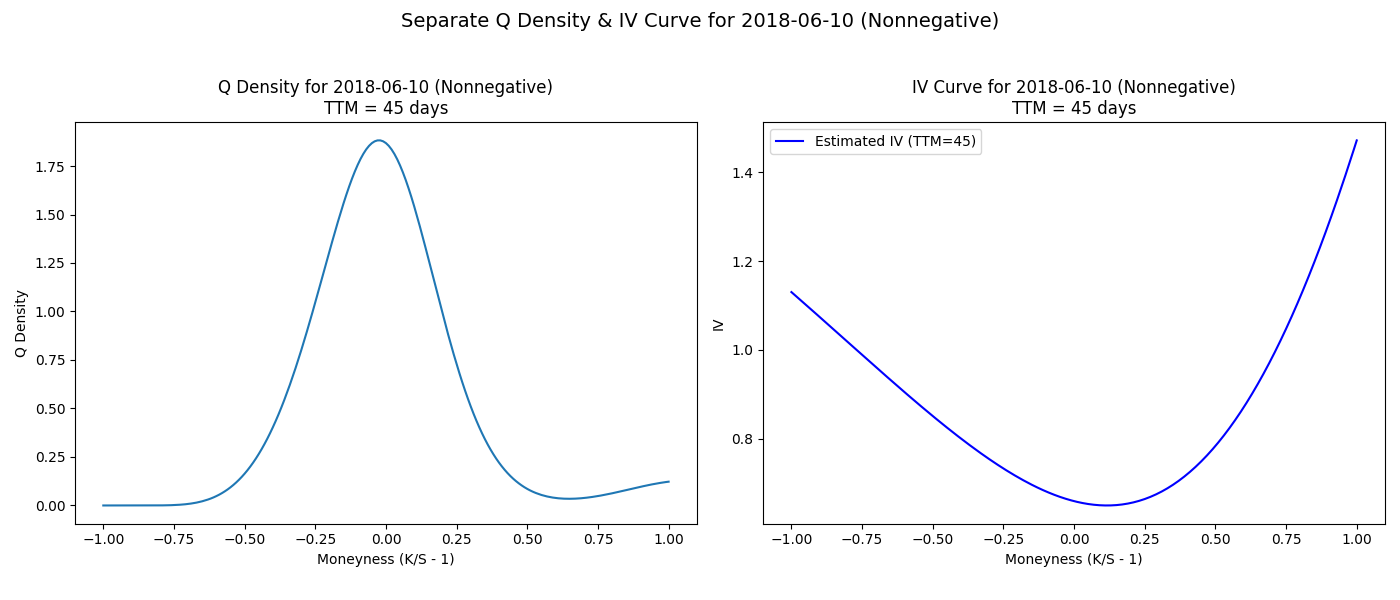 Separate Q Density & IV Curve for 2018-06-10 (Nonnegative)
Q Density for 2018-06-10 (Nonnegative)
TTM = 45 days
Q Density
1.75
1.50
1.25
1.00
0.75
0.50
0.25
0.00
−1.00 −0.75 −0.50 −0.25 0.00 0.25 0.50 0.75 1.00
Moneyness (K/S - 1)
IV Curve for 2018-06-10 (Nonnegative)
TTM = 45 days
Estimated IV (TTM=45)
IV
1.4
1.2
1.0
0.8
−1.00 −0.75 −0.50 −0.25 0.00 0.25 0.50 0.75 1.00
Moneyness (K/S - 1)